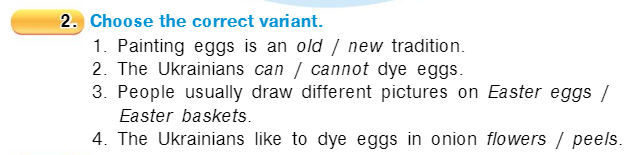 2. Choose the correct variant.
1. Painting eggs is an old / new tradition.
2. The Ukrainians can / cannot dye eggs.
3. People usually draw different pictures on Easter eggs /
Easter baskets.
4. The Ukrainians like to dye eggs in onion flowers / peels.